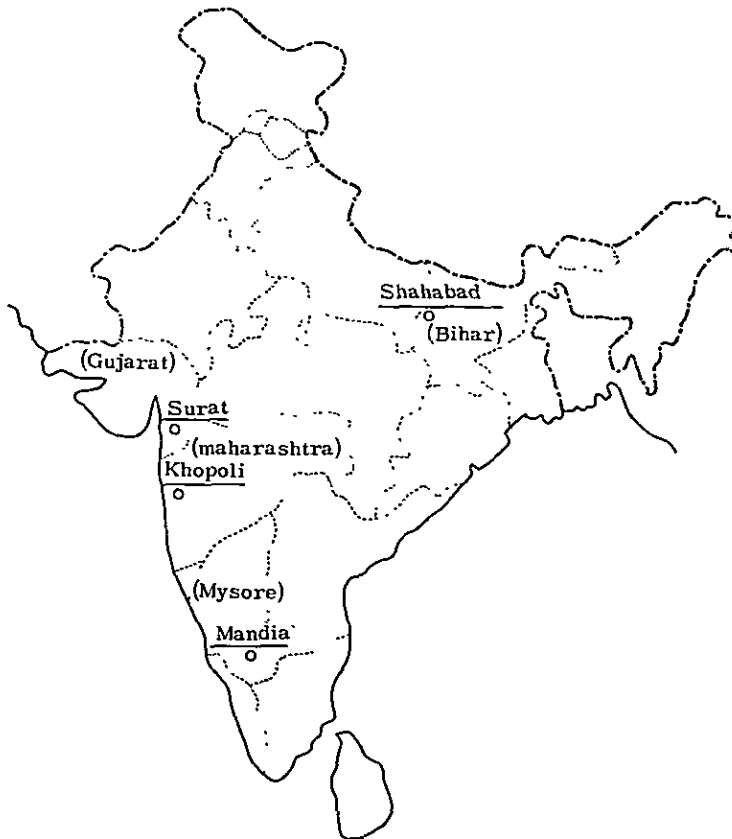 Shahabad
(Bihar)
(Gujarat)
Surat
(maharashtra)
Khopoli
(Mysore)
Mandia